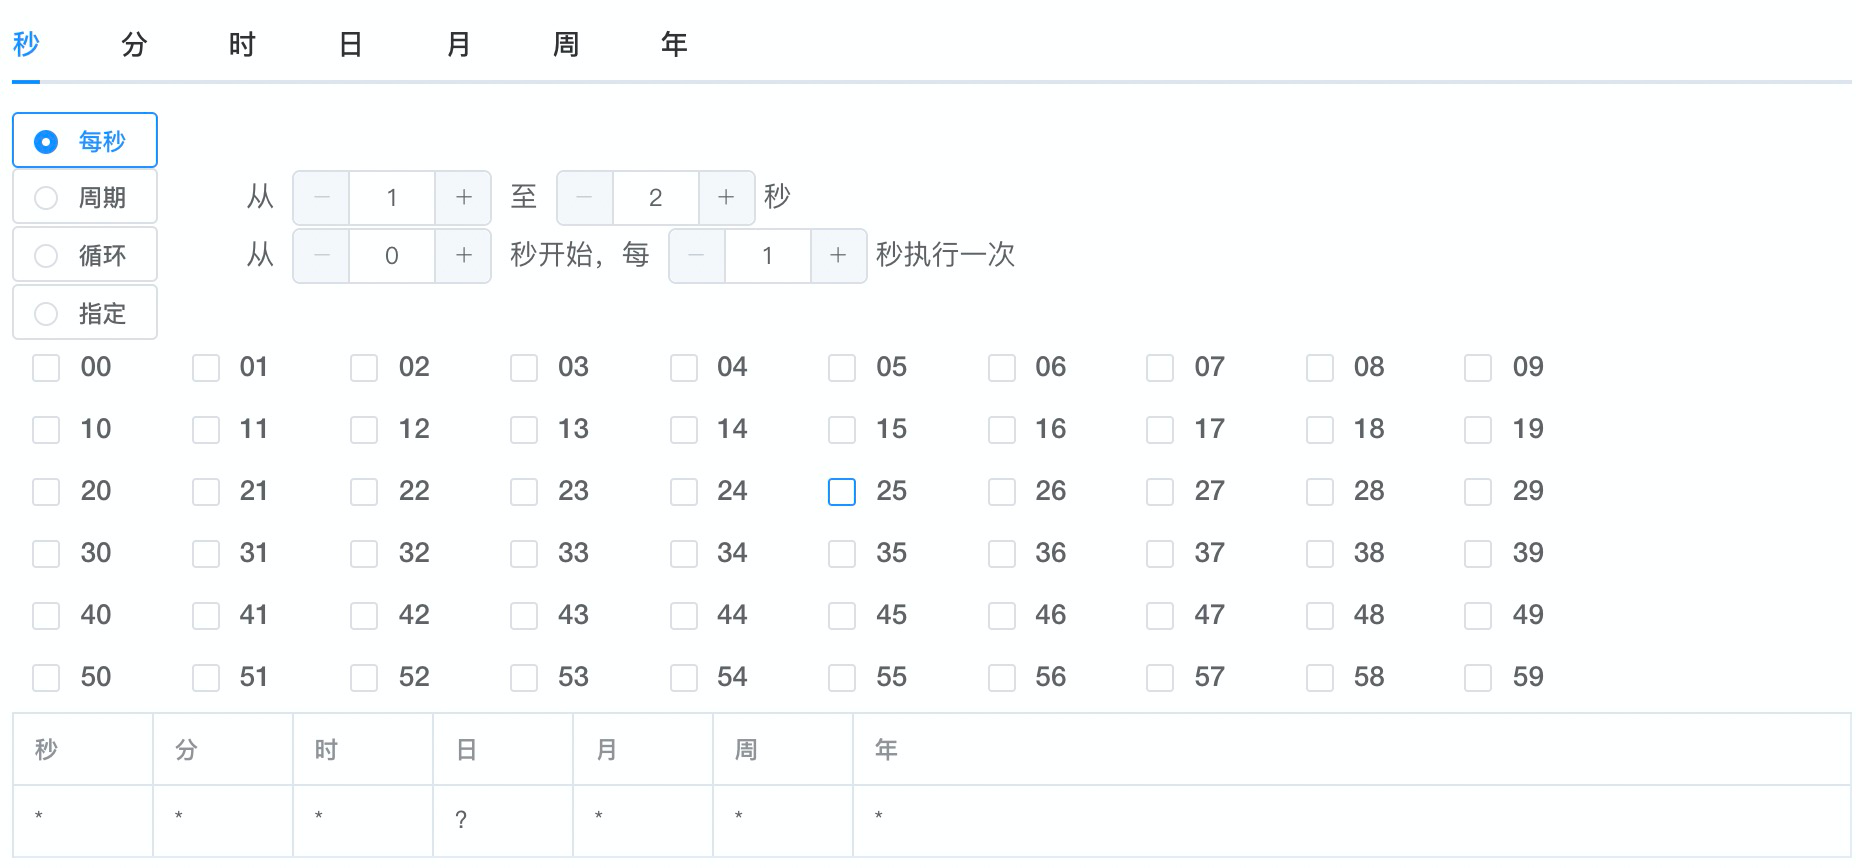 秒 分 时 日 月 周 年
每秒
周期 从 − 1 + 至 − 2 + 秒
循环 从 − 0 + 秒开始，每 − 1 + 秒执行一次
指定
00 01 02 03 04 05 06 07 08 09
10 11 12 13 14 15 16 17 18 19
20 21 22 23 24 25 26 27 28 29
30 31 32 33 34 35 36 37 38 39
40 41 42 43 44 45 46 47 48 49
50 51 52 53 54 55 56 57 58 59
秒 分 时 日 月 周 年
* * * ? * * *